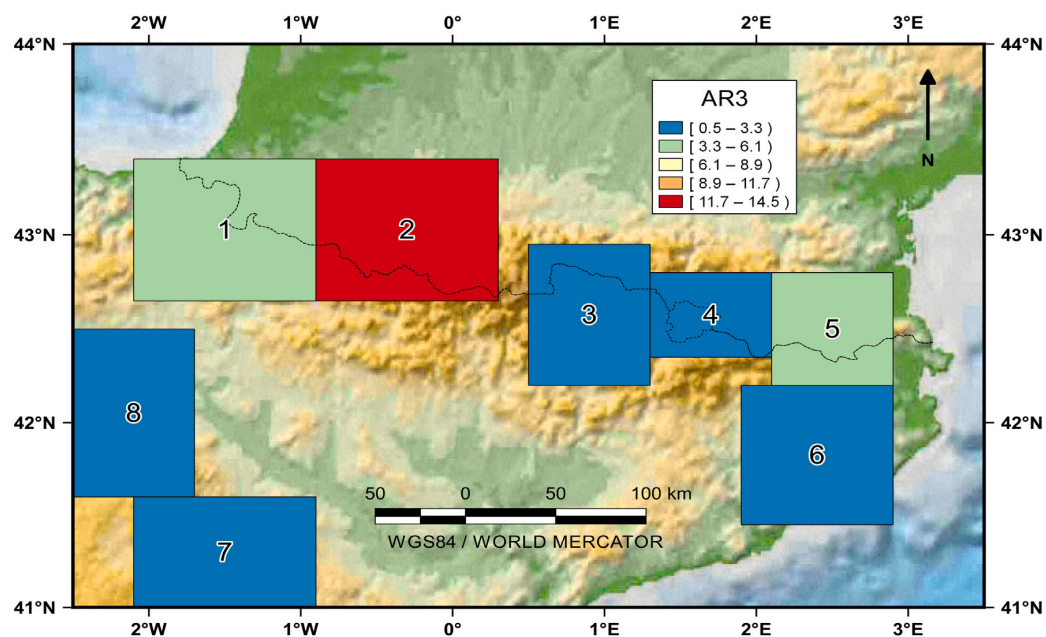 2°W 1°W 0° 1°E 2°E 3°E
44°N 44°N
AR3
[ 0.5 – 3.3 )
[ 3.3 – 6.1 )
[ 6.1 – 8.9 )
[ 8.9 – 11.7 )
[ 11.7 – 14.5 )
N
43°N 1 2 43°N
3 4 5
8 42°N 42°N
6
50 0 50 100 km
WGS84 / WORLD MERCATOR
7
41°N 41°N
2°W 1°W 0° 1°E 2°E 3°E